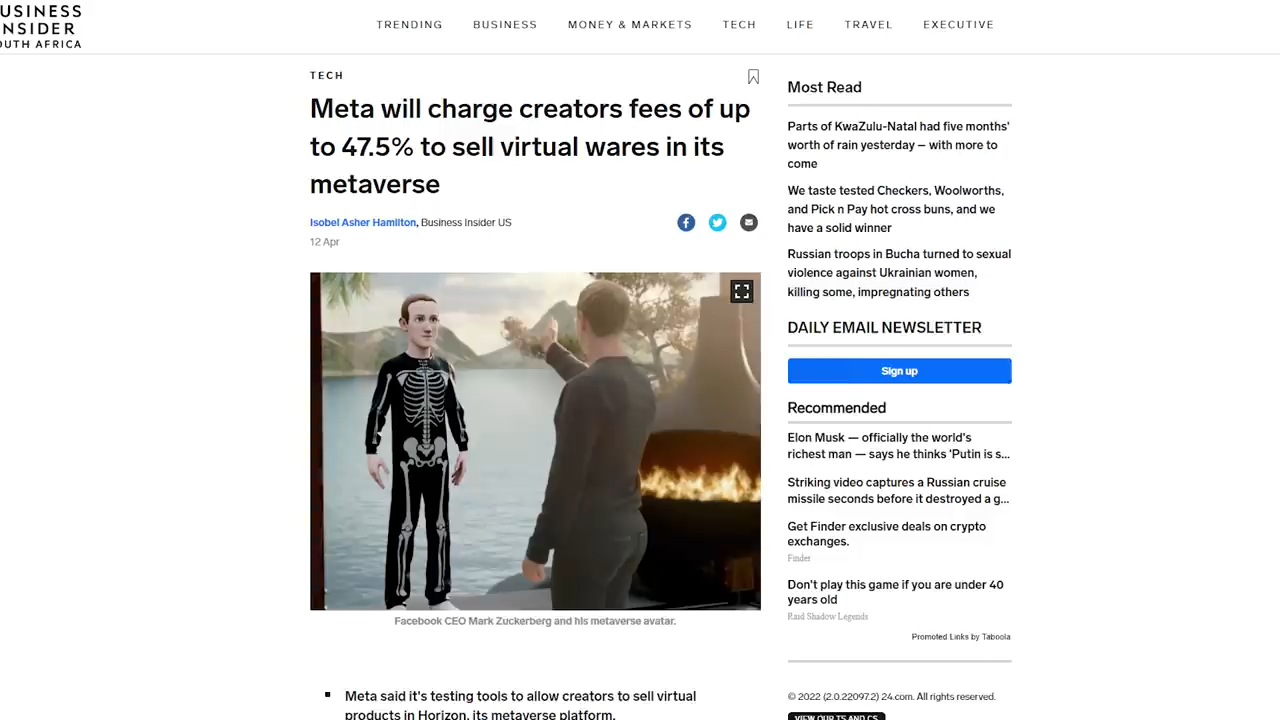 USINESS
NSIDER
OUTH AFRICA
TRENDING BUSINESS MONEY & MARKETS TECH LIFE TRAVEL EXECUTIVE
TECH
Meta will charge creators fees of up
to 47.5% to sell virtual wares in its
metaverse
Isobel Asher Hamilton, Business Insider US
12 Apr
Facebook CEO Mark Zuckerberg and his metaverse avatar.
Meta said it's testing tools to allow creators to sell virtual
products in Horizon, its metaverse platform.
Most Read
Parts of KwaZulu-Natal had five months'
worth of rain yesterday – with more to
come
We taste tested Checkers, Woolworths,
and Pick n Pay hot cross buns, and we
have a solid winner
Russian troops in Bucha turned to sexual
violence against Ukrainian women,
killing some, impregnating others
DAILY EMAIL NEWSLETTER
Sign up
Recommended
Elon Musk — officially the world's
richest man — says he thinks 'Putin is s...
Striking video captures a Russian cruise
missile seconds before it destroyed a g...
Get Finder exclusive deals on crypto
exchanges.
Finder
Don't play this game if you are under 40
years old
Raid Shadow Legends
Promoted Links by Taboola
© 2022 (2.0.22097.2) 24.com. All rights reserved.
VIEW OUR TS AND CS